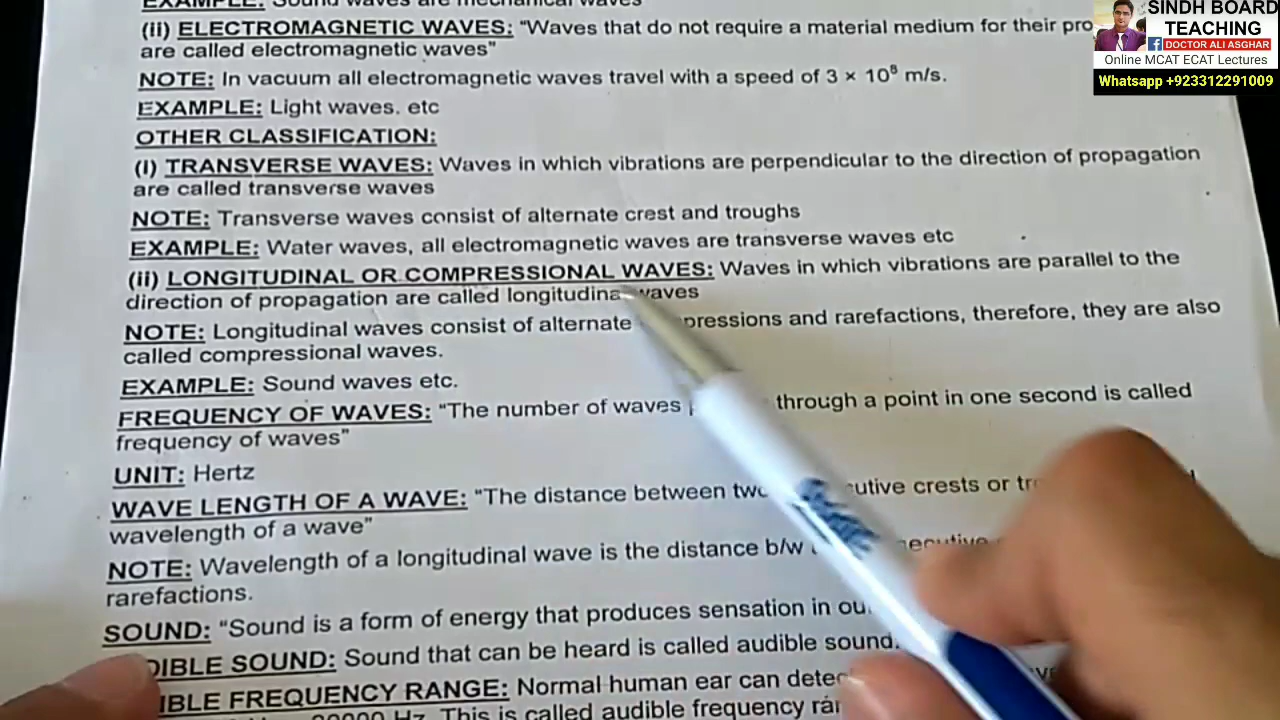 EXAMPLE: Sound waves are mechanical waves
(ii) ELECTROMAGNETIC WAVES: “Waves that do not require a material medium for their
are called electromagnetic waves”
NOTE: In vacuum all electromagnetic waves travel with a speed of 3 × 10⁸ m/s.
EXAMPLE: Light waves. etc
OTHER CLASSIFICATION:
(i) TRANSVERSE WAVES: Waves in which vibrations are perpendicular to the direction of propagation
are called transverse waves
NOTE: Transverse waves consist of alternate crest and troughs
EXAMPLE: Water waves, all electromagnetic waves are transverse waves etc
(ii) LONGITUDINAL OR COMPRESSIONAL WAVES: Waves in which vibrations are parallel to the
direction of propagation are called longitudinal waves
NOTE: Longitudinal waves consist of alternate and rarefactions, therefore, they are also
called compressional waves.
EXAMPLE: Sound waves etc.
FREQUENCY OF WAVES: “The number of waves through a point in one second is called
frequency of waves”
UNIT: Hertz
WAVE LENGTH OF A WAVE: “The distance between two crests or
wavelength of a wave”
NOTE: Wavelength of a longitudinal wave is the distance b/w
rarefactions.
SOUND: “Sound is a form of energy that produces sensation in
SOUND: Sound that can be heard is called audible sound.
FREQUENCY RANGE: Normal human ear can
20000 Hz. This is called audible frequency
SINDH BOARD
TEACHING
f DOCTOR ALI ASGHAR
Online MCAT ECAT Lectures
Whatsapp +923312291009